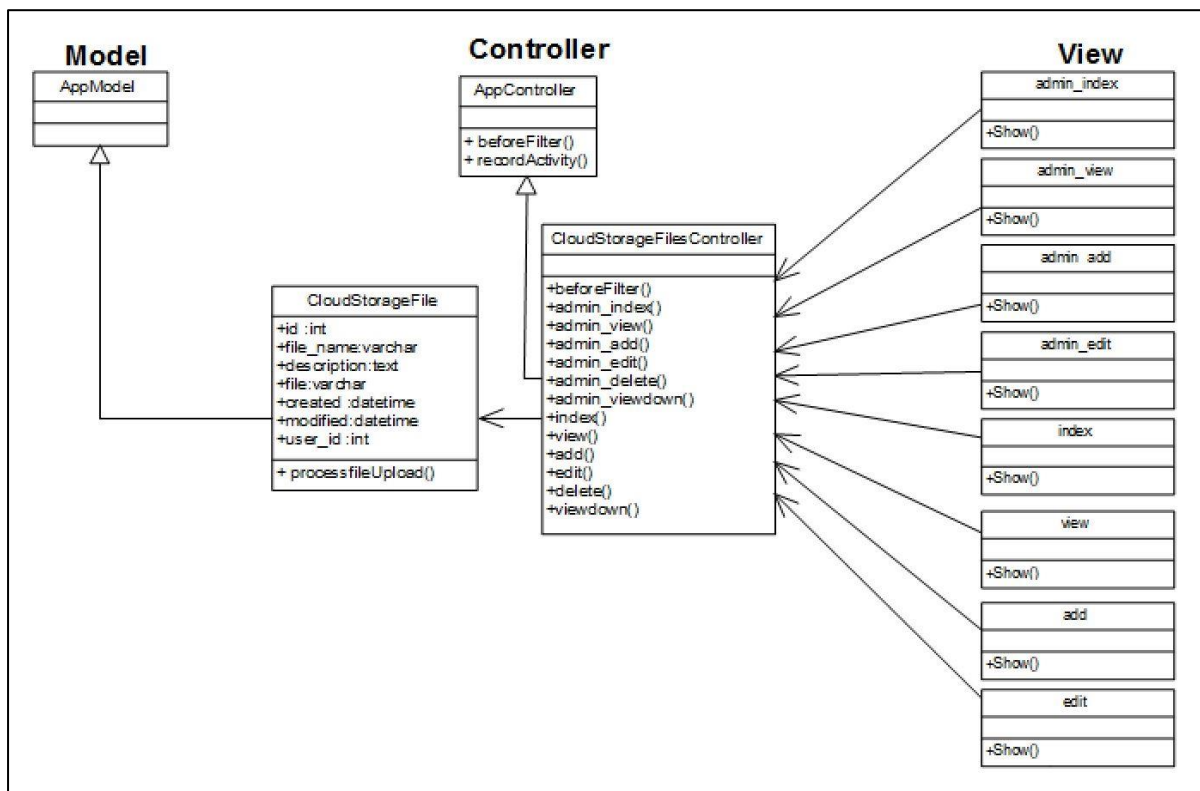 Model
AppModel
Controller
AppController
+ beforeFilter()
+ recordActivity()
CloudStorageFile
+id :int
+file_name:varchar
+description:text
+file:varchar
+created :datetime
+modified:datetime
+user_id :int
+ processfileUpload()
CloudStorageFilesController
+beforeFilter()
+admin_index()
+admin_view()
+admin_add()
+admin_edit()
+admin_delete()
+admin_viewdown()
+index()
+view()
+add()
+edit()
+delete()
+viewdown()
View
admin_index
+Show()
admin_view
+Show()
admin_add
+Show()
admin_edit
+Show()
index
+Show()
view
+Show()
add
+Show()
edit
+Show()